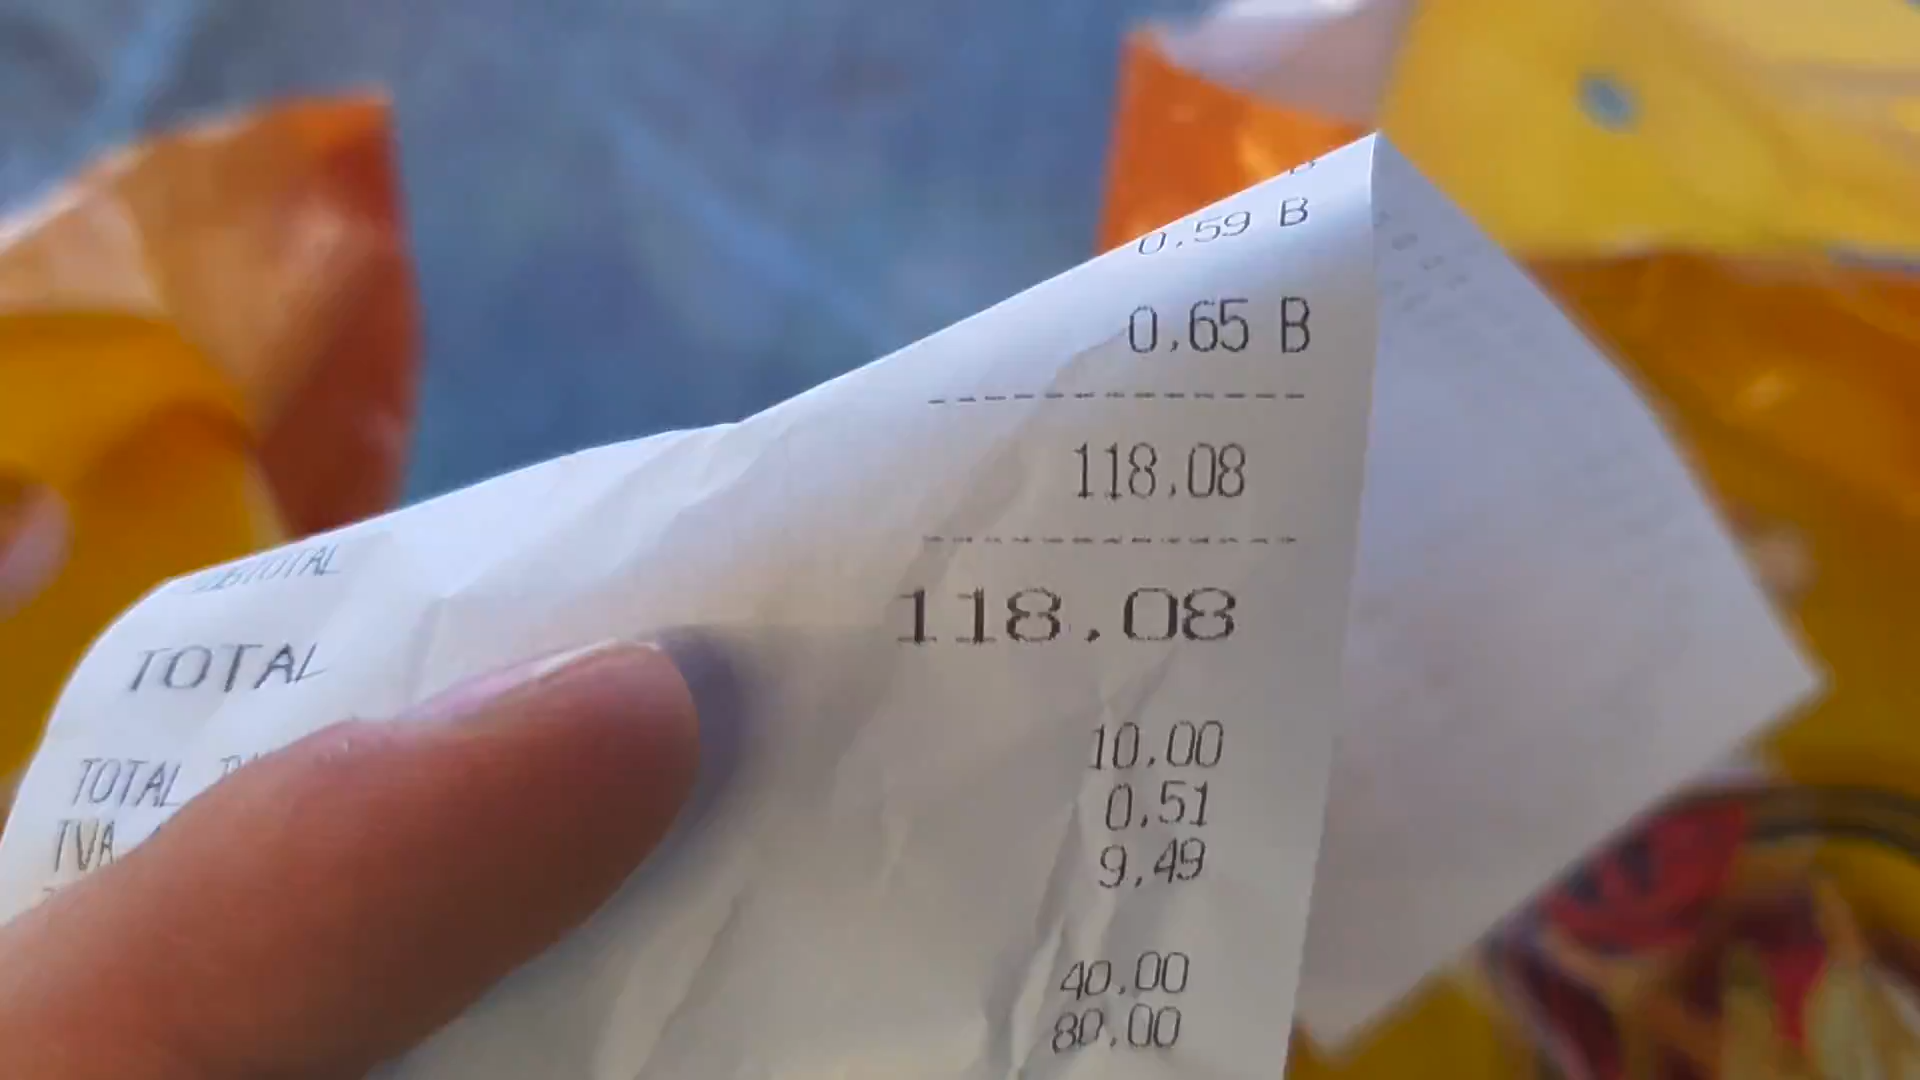 0,59 B
0,65 B
118,08
SUBTOTAL
118.08
TOTAL
10,00
TOTAL
0,51
TVA
9,49
40,00
80,00